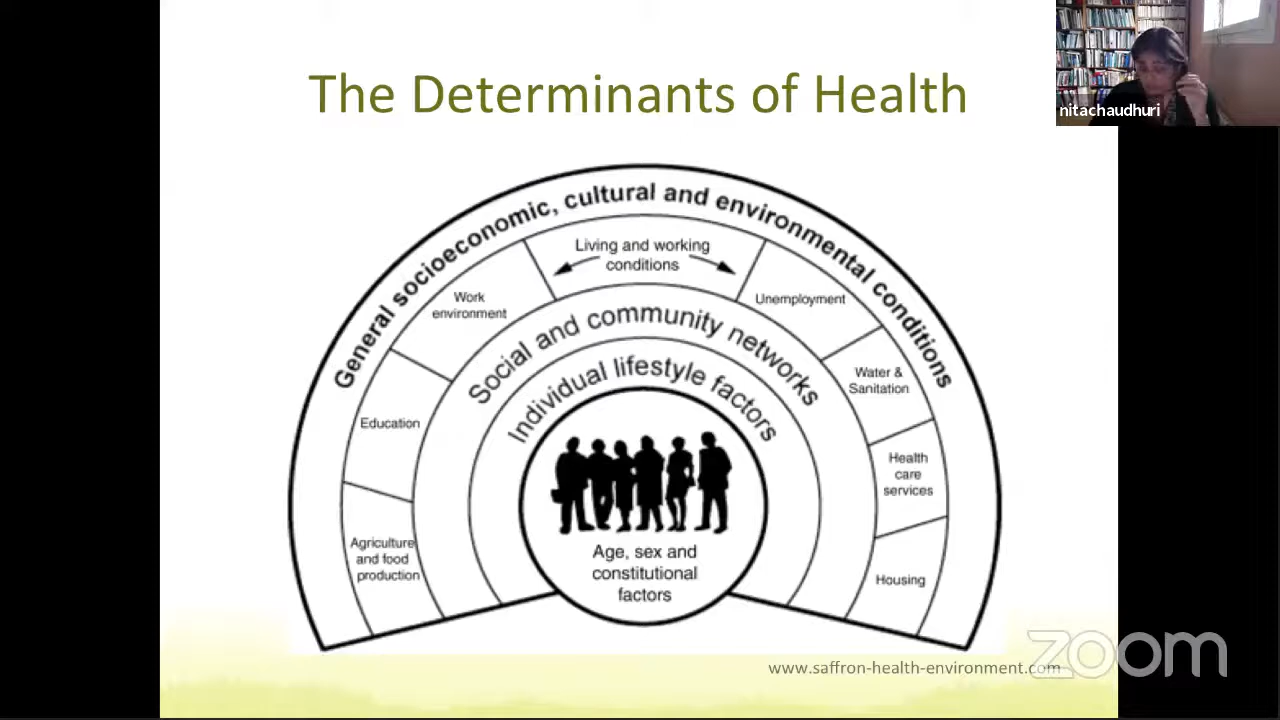 The Determinants of Health
nitachaudhuri
General socioeconomic, cultural and environmental conditions
Living and working
conditions
Work
environment
Unemployment
Social and community networks
Individual lifestyle factors
Water &
Sanitation
Education
Health
care
services
Agriculture
and food
production
Age, sex and
constitutional
factors
Housing
www.saffron-health-environment.com
zoom